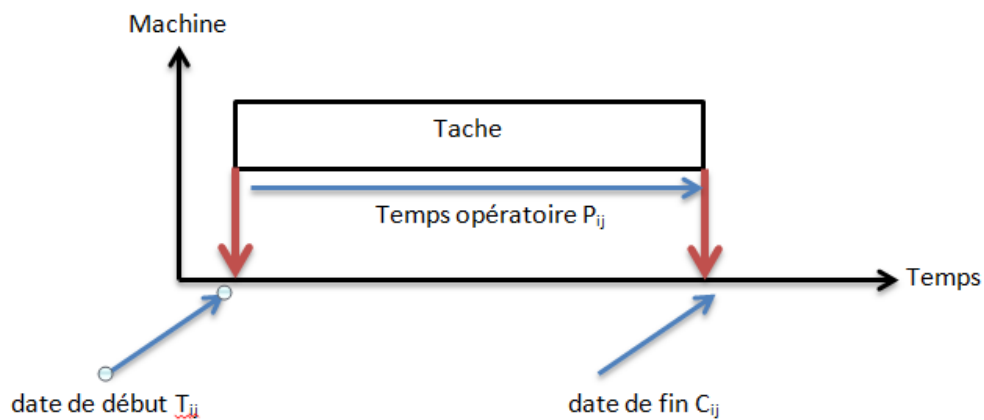 Machine
Tache
Temps opératoire Pij
Temps
date de début Tij
date de fin Cij